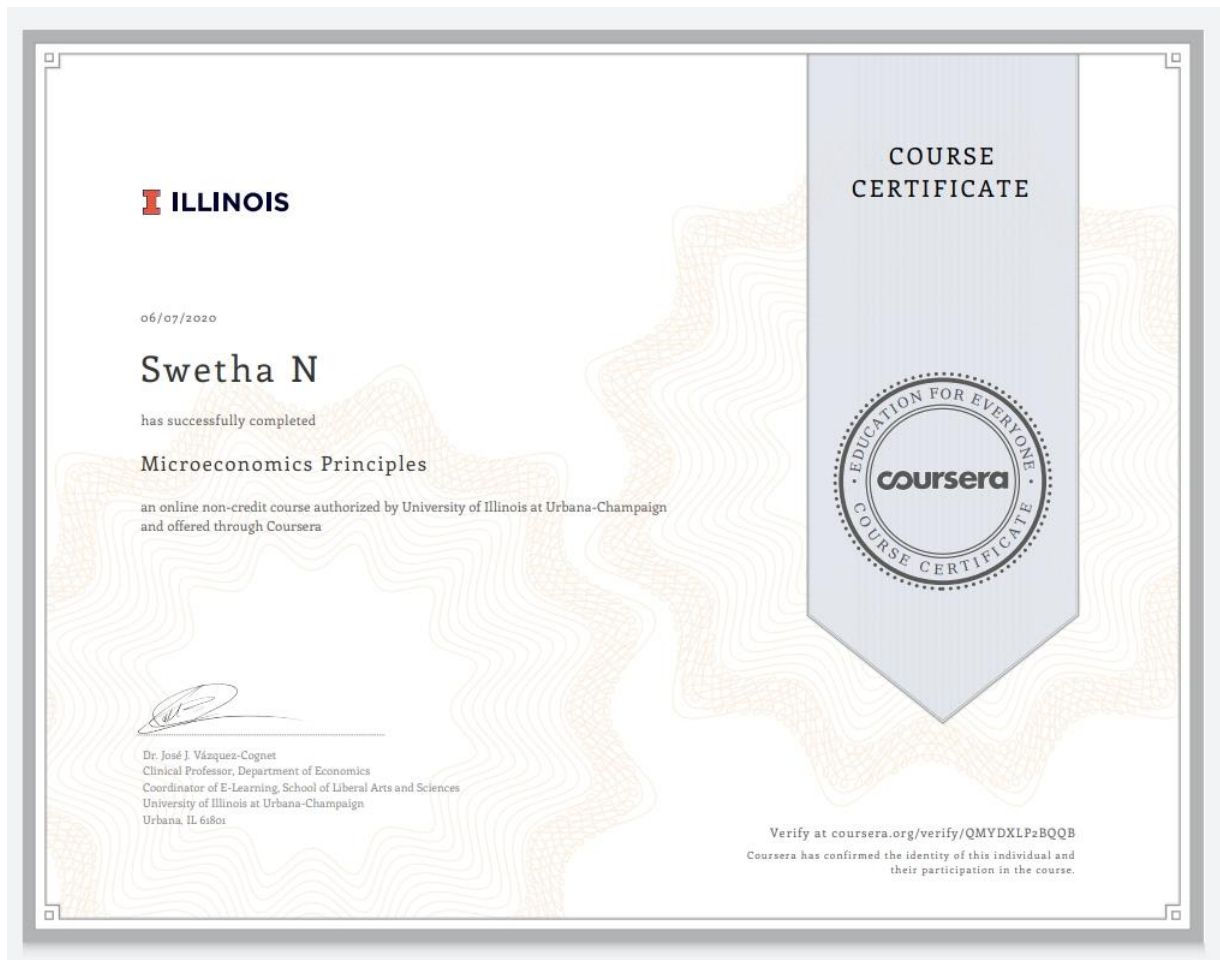 COURSE
CERTIFICATE
ILLINOIS
06/07/2020
Swetha N
has successfully completed
Microeconomics Principles
an online non-credit course authorized by University of Illinois at Urbana-Champaign
and offered through Coursera
EDUCATION FOR EVERYONE
coursera
COURSE CERTIFICATE
Dr. José J. Vázquez-Cognet
Clinical Professor, Department of Economics
Coordinator of E-Learning, School of Liberal Arts and Sciences
University of Illinois at Urbana-Champaign
Urbana, IL 61801
Verify at coursera.org/verify/QMYDXLP2BQQB
Coursera has confirmed the identity of this individual and
their participation in the course.